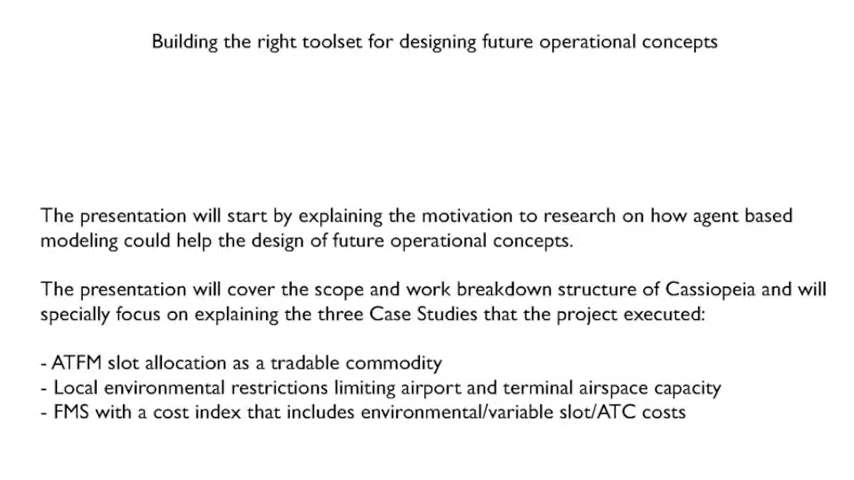 Building the right toolset for designing future operational concepts
The presentation will start by explaining the motivation to research on how agent based
modeling could help the design of future operational concepts.
The presentation will cover the scope and work breakdown structure of Cassiopeia and will
specially focus on explaining the three Case Studies that the project executed:
- ATFM slot allocation as a tradable commodity
- Local environmental restrictions limiting airport and terminal airspace capacity
- FMS with a cost index that includes environmental/variable slot/ATC costs